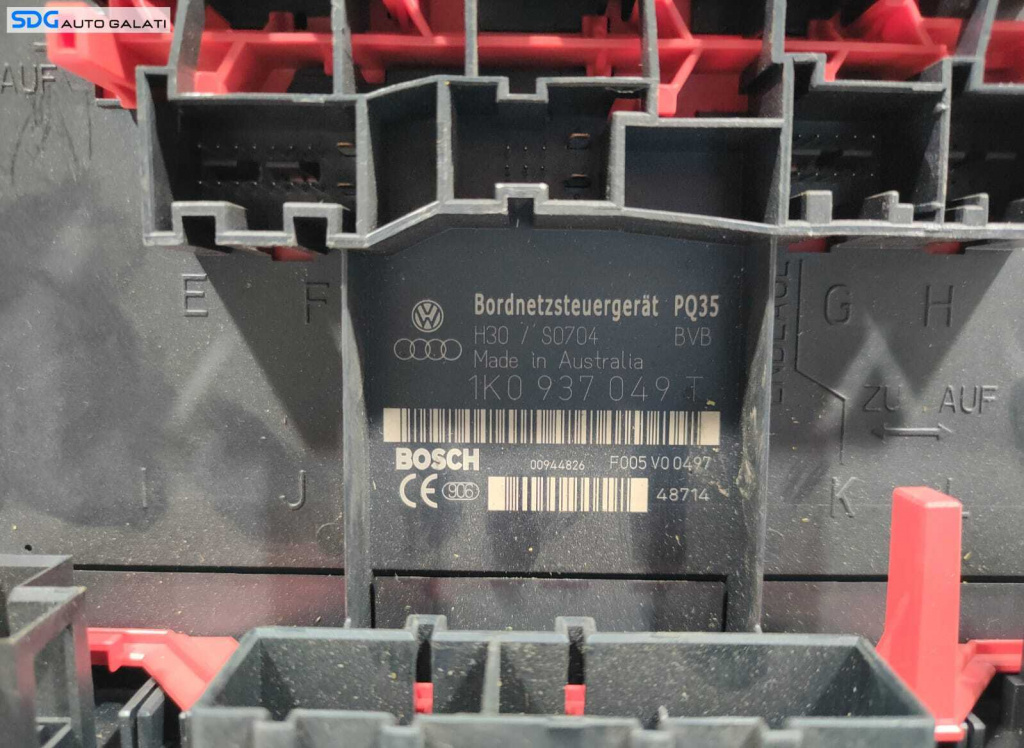 SDG AUTO GALATI
AUF
E F
G H
Bordnetzsteuergerät PQ35
H30 / S0704 BVB
Made in Australia
1K0 937 049 T
ZU AUF
BOSCH 00944826 F005 V0 0497
CE 906 48714
I J
K L